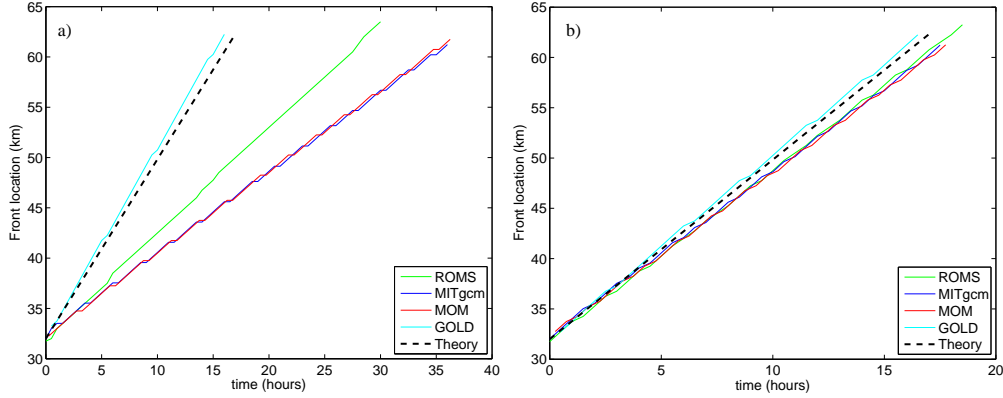 a)
65
60
55
50
45
40
35
30
Front location (km)
0 5 10 15 20 25 30 35 40
time (hours)
ROMS
MITgcm
MOM
GOLD
Theory
b)
65
60
55
50
45
40
35
30
Front location (km)
0 5 10 15 20
time (hours)
ROMS
MITgcm
MOM
GOLD
Theory